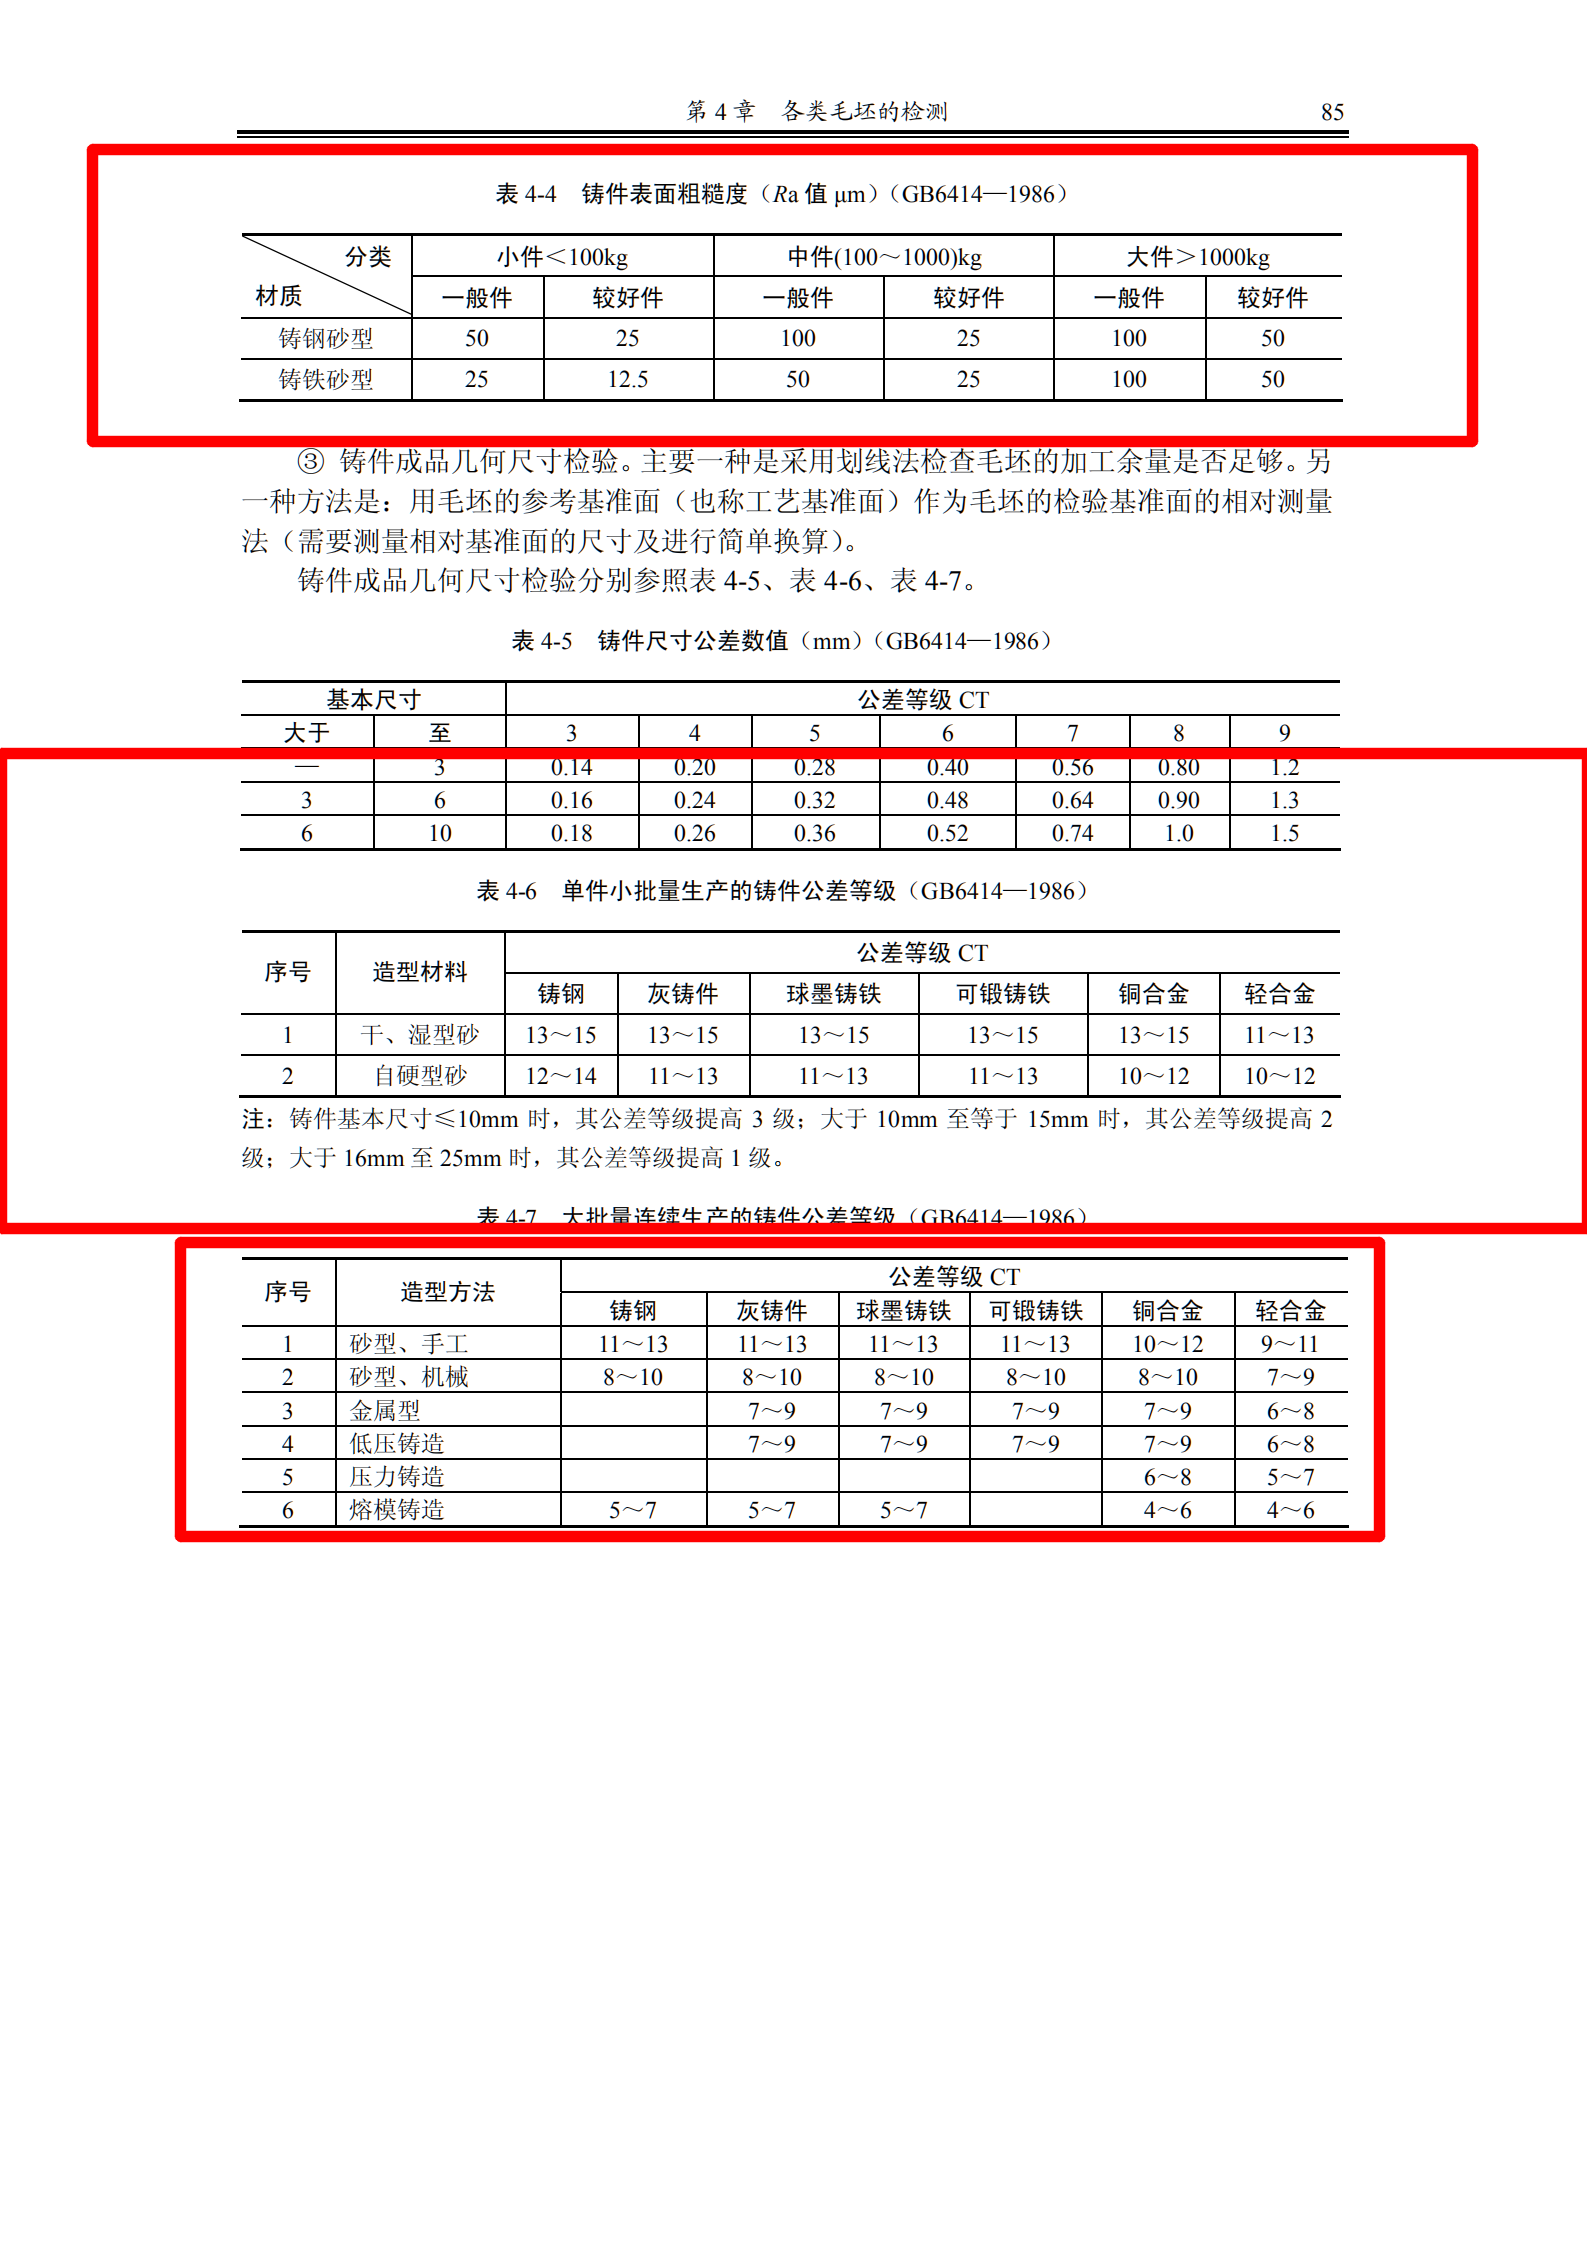 第 4 章 各类毛坯的检测 85
表 4-4 铸件表面粗糙度（Ra 值 μm）（GB6414—1986）
分类 小件＜100kg 中件(100～1000)kg 大件＞1000kg
材质 一般件 较好件 一般件 较好件 一般件 较好件
铸钢砂型 50 25 100 25 100 50
铸铁砂型 25 12.5 50 25 100 50
③ 铸件成品几何尺寸检验。主要一种是采用划线法检查毛坯的加工余量是否足够。另
一种方法是：用毛坯的参考基准面（也称工艺基准面）作为毛坯的检验基准面的相对测量
法（需要测量相对基准面的尺寸及进行简单换算）。
铸件成品几何尺寸检验分别参照表 4-5、表 4-6、表 4-7。
表 4-5 铸件尺寸公差数值（mm）（GB6414—1986）
基本尺寸 公差等级 CT
大于 至 3 4 5 6 7 8 9
— 3 0.14 0.20 0.28 0.40 0.56 0.80 1.2
3 6 0.16 0.24 0.32 0.48 0.64 0.90 1.3
6 10 0.18 0.26 0.36 0.52 0.74 1.0 1.5
表 4-6 单件小批量生产的铸件公差等级（GB6414—1986）
序号 造型材料 公差等级 CT
铸钢 灰铸件 球墨铸铁 可锻铸铁 铜合金 轻合金
1 干、湿型砂 13～15 13～15 13～15 13～15 13～15 11～13
2 自硬型砂 12～14 11～13 11～13 11～13 10～12 10～12
注：铸件基本尺寸≤10mm 时，其公差等级提高 3 级；大于 10mm 至等于 15mm 时，其公差等级提高 2
级；大于 16mm 至 25mm 时，其公差等级提高 1 级。
表 4-7 大批量连续生产的铸件公差等级（GB6414—1986）
序号 造型方法 公差等级 CT
铸钢 灰铸件 球墨铸铁 可锻铸铁 铜合金 轻合金
1 砂型、手工 11～13 11～13 11～13 11～13 10～12 9～11
2 砂型、机械 8～10 8～10 8～10 8～10 8～10 7～9
3 金属型 7～9 7～9 7～9 7～9 6～8
4 低压铸造 7～9 7～9 7～9 7～9 6～8
5 压力铸造 6～8 5～7
6 熔模铸造 5～7 5～7 5～7 4～6 4～6